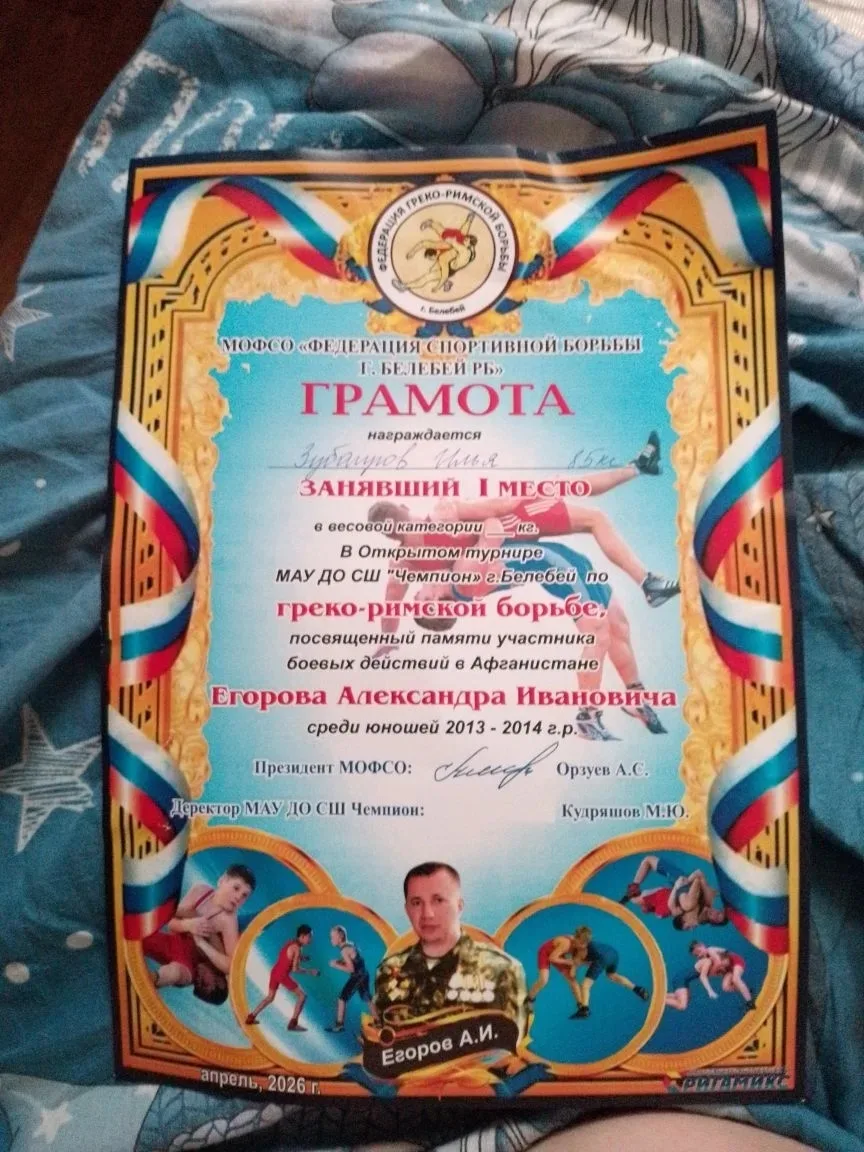 ФЕДЕРАЦИЯ ГРЕКО-РИМСКОЙ БОРЬБЫ
г. Белебей
МОФСО «ФЕДЕРАЦИЯ СПОРТИВНОЙ БОРЬБЫ
Г. БЕЛЕБЕЙ РБ»
ГРАМОТА
награждается
Зубаиров Илья 85кг
ЗАНЯВШИЙ I МЕСТО
в весовой категории ___кг.
В Открытом турнире
МАУ ДО СШ "Чемпион» г.Белебей по
греко-римской борьбе,
посвященный памяти участника
боевых действий в Афганистане
Егорова Александра Ивановича
среди юношей 2013 - 2014 г.р.
Президент МОФСО: Орзуев А.С.
Директор МАУ ДО СШ Чемпион: Кудряшов М.Ю.
Егоров А.И.
апрель, 2026 г.
ОРИГАМИКС